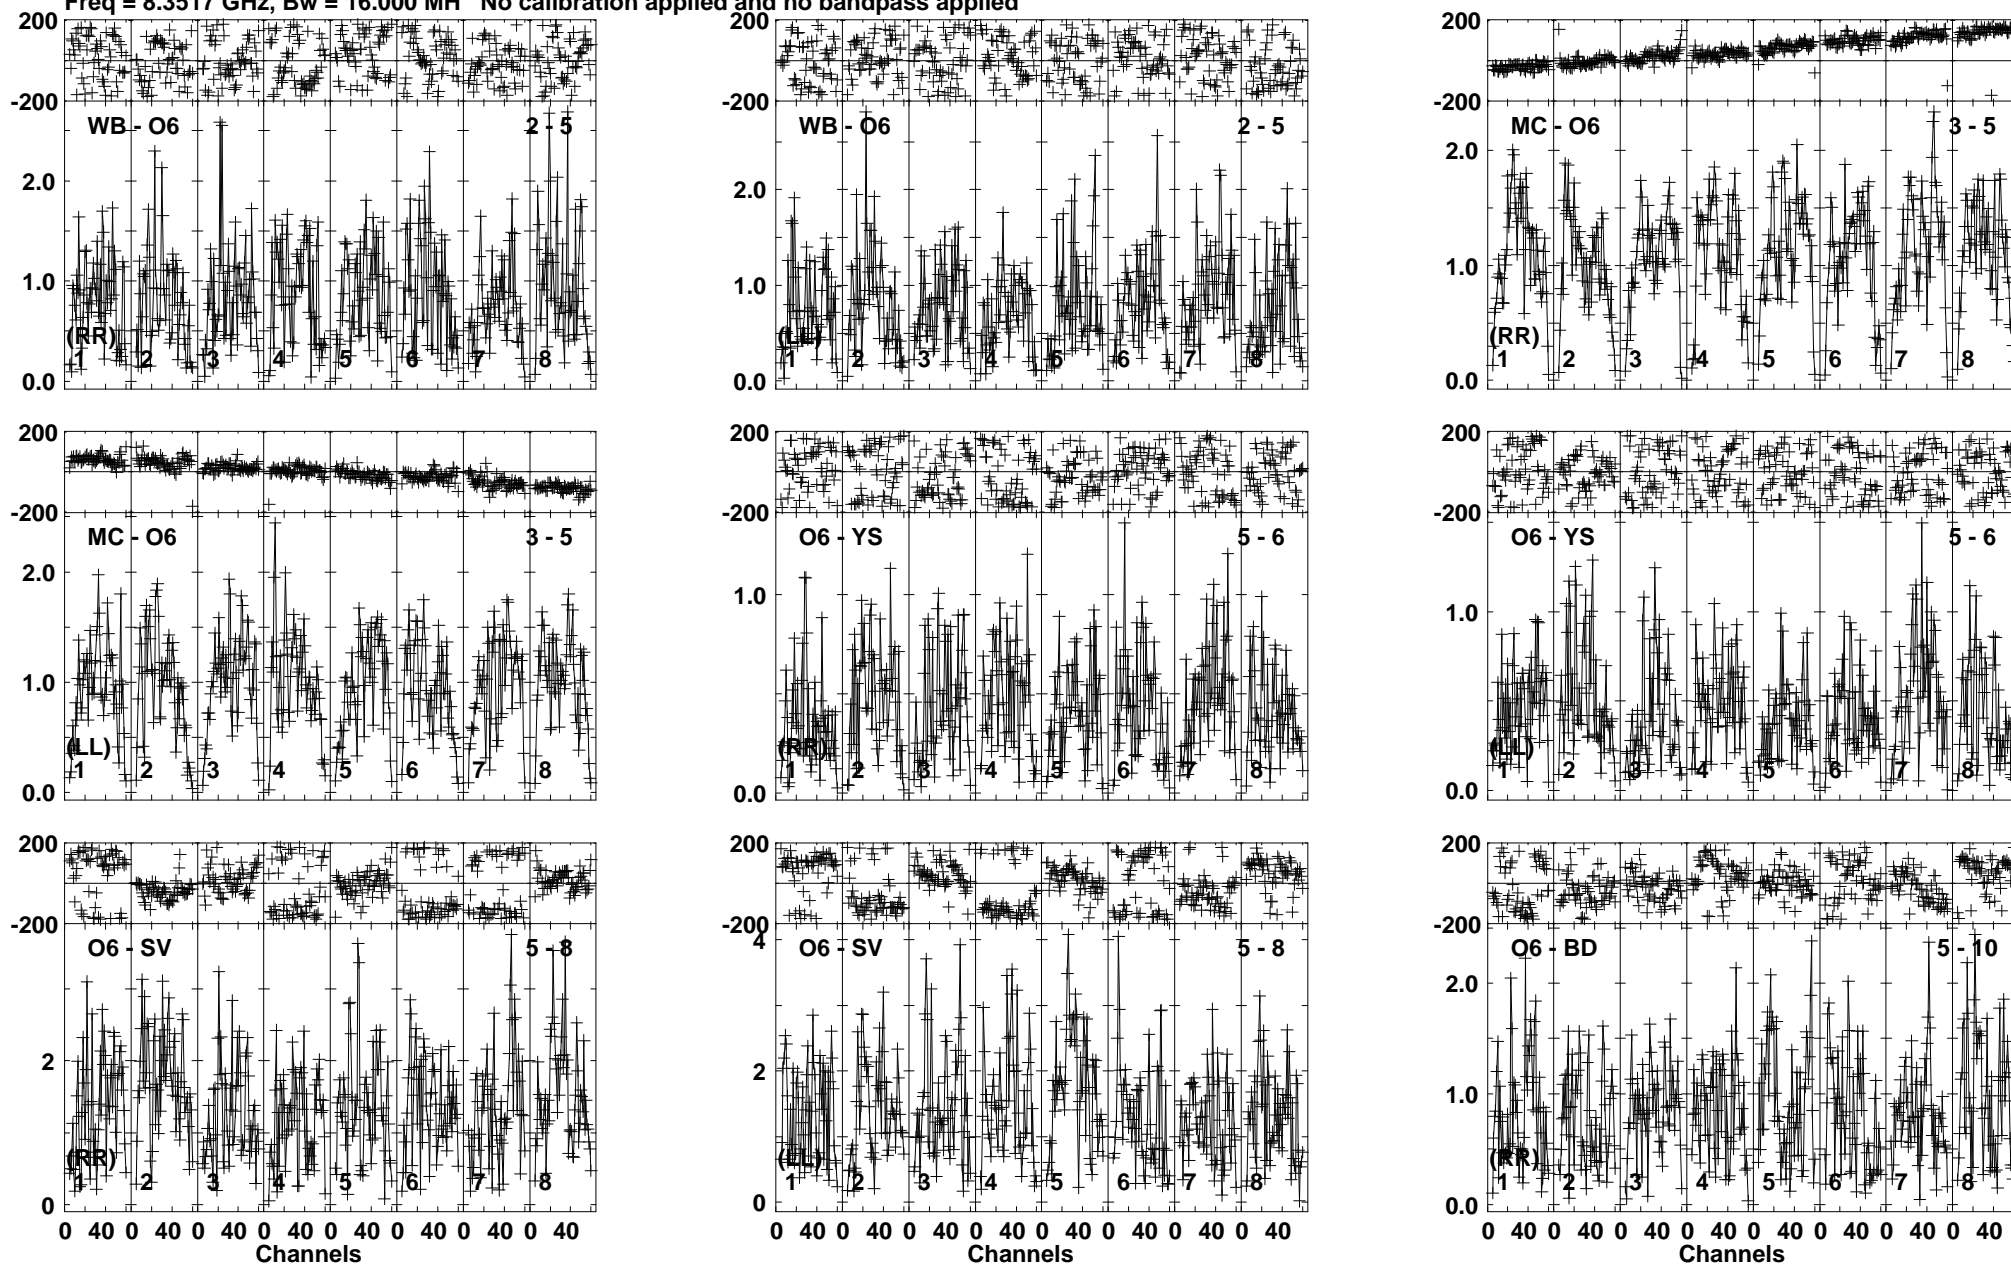 Freq = 8.3517 GHz, Bw = 16.000 MH No calibration applied and no bandpass applied
200
-200
WB - O6 2 - 5
2.0
1.0
(RR)
1 2 3 4 5 6 7 8
0.0
200
-200
WB - O6 2 - 5
2.0
1.0
(LL)
1 2 3 4 5 6 7 8
0.0
200
-200
MC - O6 3 - 5
2.0
1.0
(RR)
1 2 3 4 5 6 7 8
0.0
200
-200
MC - O6 3 - 5
2.0
1.0
(LL)
1 2 3 4 5 6 7 8
0.0
200
-200
O6 - YS 5 - 6
1.0
(RR)
1 2 3 4 5 6 7 8
0.0
200
-200
O6 - YS 5 - 6
1.0
(LL)
1 2 3 4 5 6 7 8
0.0
200
-200
O6 - SV 5 - 8
2
(RR)
1 2 3 4 5 6 7 8
0
0 40 0 40 0 40 0 40 0 40 0 40 0 40 0 40
Channels
200
-200
4
O6 - SV 5 - 8
2
(LL)
1 2 3 4 5 6 7 8
0
0 40 0 40 0 40 0 40 0 40 0 40 0 40 0 40
Channels
200
-200
O6 - BD 5 - 10
2.0
1.0
(RR)
1 2 3 4 5 6 7 8
0.0
0 40 0 40 0 40 0 40 0 40 0 40 0 40 0 40
Channels